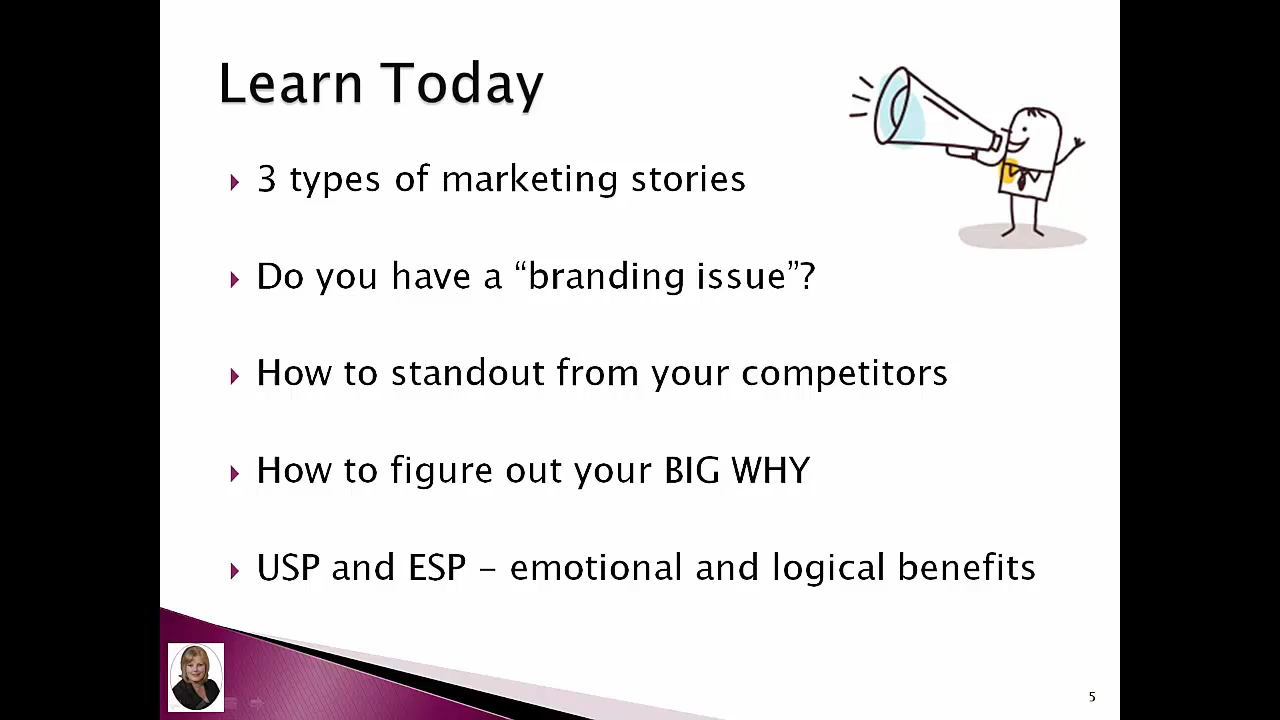 Learn Today
3 types of marketing stories
Do you have a “branding issue”?
How to standout from your competitors
How to figure out your BIG WHY
USP and ESP – emotional and logical benefits
5